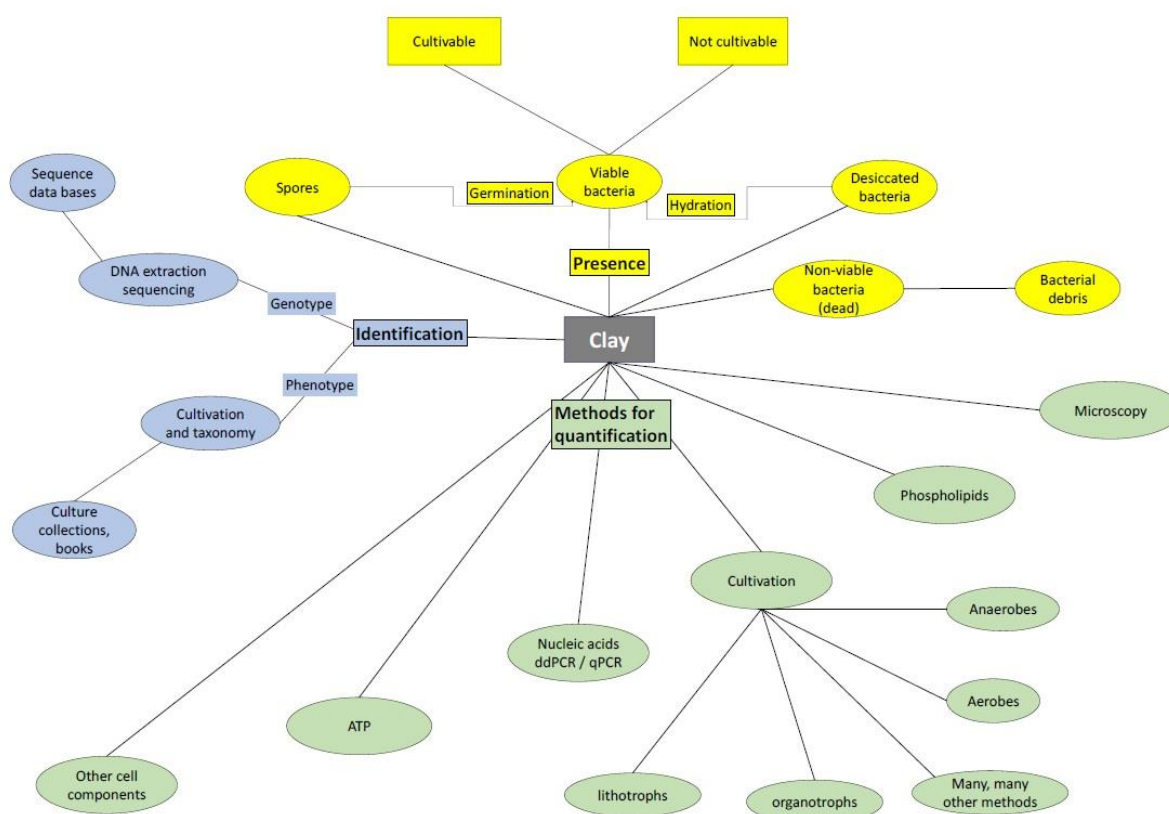 Cultivable
Not cultivable
Sequence
data bases
Spores
Germination
Viable
bacteria
Hydration
Desiccated
bacteria
Presence
DNA extraction
sequencing
Non-viable
bacteria
(dead)
Bacterial
debris
Genotype
Identification
Clay
Phenotype
Cultivation
and taxonomy
Methods for
quantification
Microscopy
Culture
collections,
books
Phospholipids
Cultivation
Anaerobes
Nucleic acids
ddPCR / qPCR
Aerobes
ATP
Other cell
components
lithotrophs
organotrophs
Many, many
other methods